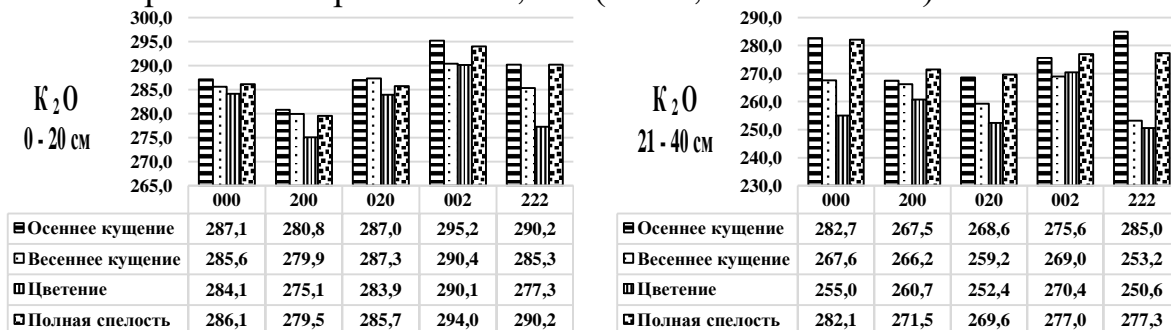 300,0
295,0
290,0
285,0
280,0
275,0
270,0
265,0
K₂O
0 - 20 см
000 200 020 002 222
Осеннее кущение 287,1 280,8 287,0 295,2 290,2
Весеннее кущение 285,6 279,9 287,3 290,4 285,3
Цветение 284,1 275,1 283,9 290,1 277,3
Полная спелость 286,1 279,5 285,7 294,0 290,2
290,0
280,0
270,0
260,0
250,0
240,0
230,0
K₂O
21 - 40 см
000 200 020 002 222
Осеннее кущение 282,7 267,5 268,6 275,6 285,0
Весеннее кущение 267,6 266,2 259,2 269,0 253,2
Цветение 255,0 260,7 252,4 270,4 250,6
Полная спелость 282,1 271,5 269,6 277,0 277,3